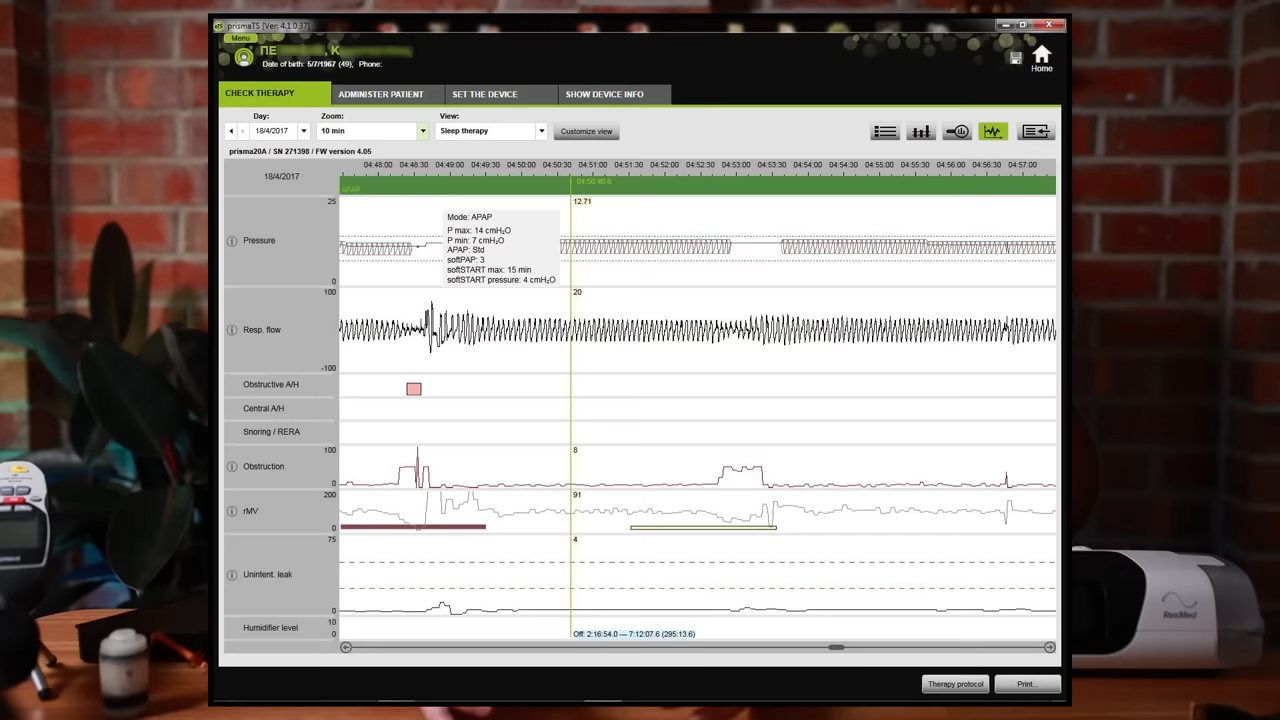 prismaTS [Ver: 4.1.0.37]
Menu
ПЕ , К
Date of birth: 5/7/1967 (49), Phone:
Home
CHECK THERAPY ADMINISTER PATIENT SET THE DEVICE SHOW DEVICE INFO
Day: Zoom: View:
18/4/2017 10 min Sleep therapy Customize view
prisma20A / SN 271398 / FW version 4.05
04:48:00 04:48:30 04:49:00 04:49:30 04:50:00 04:50:30 04:51:00 04:51:30 04:52:00 04:52:30 04:53:00 04:53:30 04:54:00 04:54:30 04:55:00 04:55:30 04:56:00 04:56:30 04:57:00
18/4/2017
04:50:40.6
APAP
25
12.71
Pressure
0
Mode: APAP
P max: 14 cmH₂O
P min: 7 cmH₂O
APAP: Std
softPAP: 3
softSTART max: 15 min
softSTART pressure: 4 cmH₂O
100
20
Resp. flow
-100
Obstructive A/H
Central A/H
Snoring / RERA
100
8
Obstruction
0
200
91
rMV
0
75
4
Unintent. leak
0
10
Humidifier level
0
Off: 2:16:54.0 — 7:12:07.6 (295:13.6)
Therapy protocol Print...
ResMed